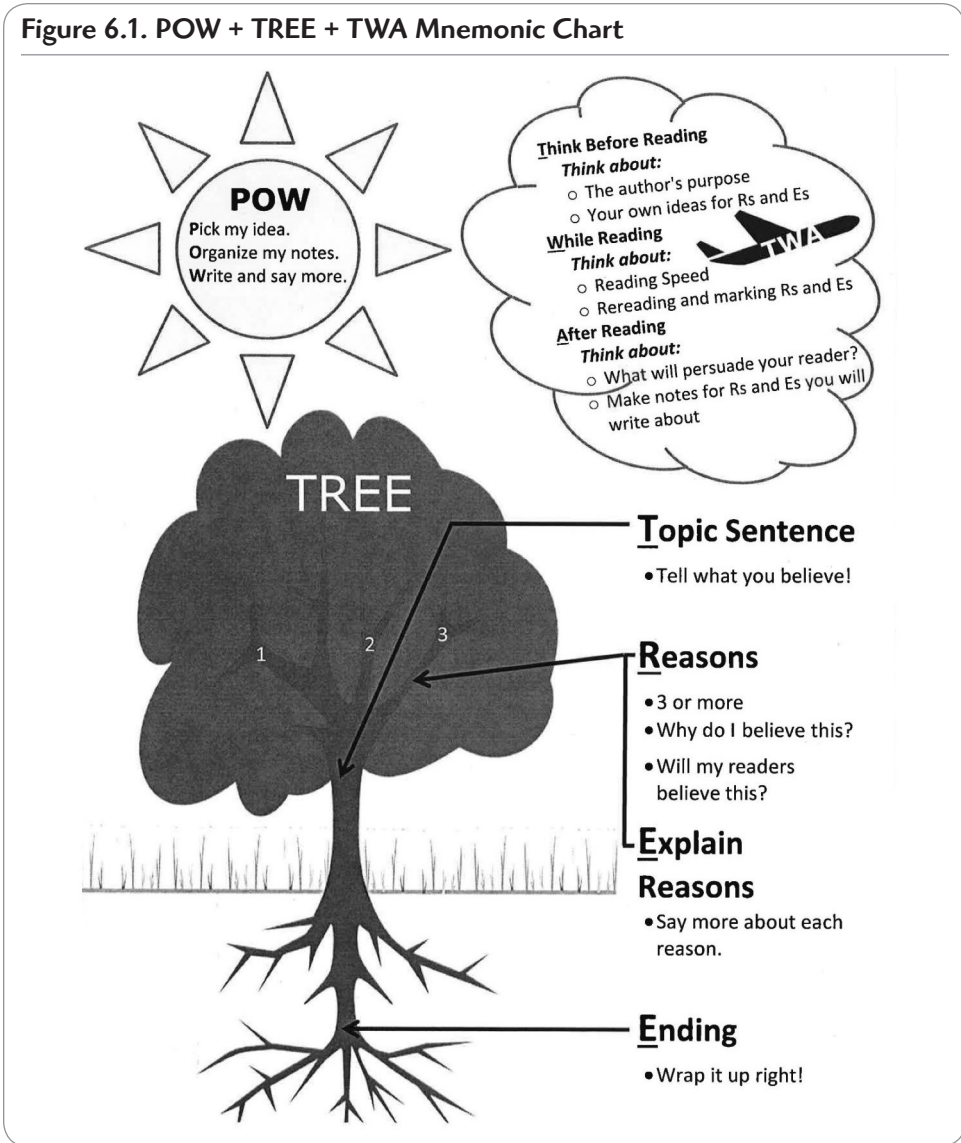 Figure 6.1. POW + TREE + TWA Mnemonic Chart
POW
Pick my idea.
Organize my notes.
Write and say more.
Think Before Reading
Think about:
○ The author's purpose
○ Your own ideas for Rs and Es
While Reading
Think about:
○ Reading Speed
○ Rereading and marking Rs and Es
After Reading
Think about:
○ What will persuade your reader?
○ Make notes for Rs and Es you will
write about
TWA
TREE
1
2
3
Topic Sentence
• Tell what you believe!
Reasons
• 3 or more
• Why do I believe this?
• Will my readers
believe this?
Explain
Reasons
• Say more about each
reason.
Ending
• Wrap it up right!